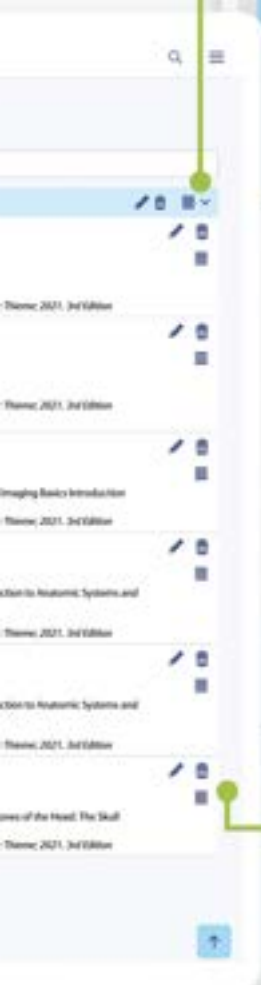 Thieme; 2021. 3rd Edition
Thieme; 2021. 3rd Edition
Imaging Basics Introduction
Thieme; 2021. 3rd Edition
ction to Anatomic Systems and
Thieme; 2021. 3rd Edition
ction to Anatomic Systems and
Thieme; 2021. 3rd Edition
ones of the Head: The Skull
Thieme; 2021. 3rd Edition